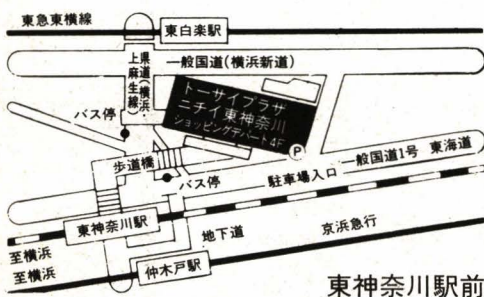 東急東横線
東白楽駅
一般国道(横浜新道)
県道(横浜
上麻生線)
トーサイプラザ
ニチイ東神奈川
ショッピングデパート4F
バス停
P
一般国道1号 東海道
歩道橋
バス停
駐車場入口
東神奈川駅
地下道
京浜急行
至横浜
至横浜
仲木戸駅
東神奈川駅前